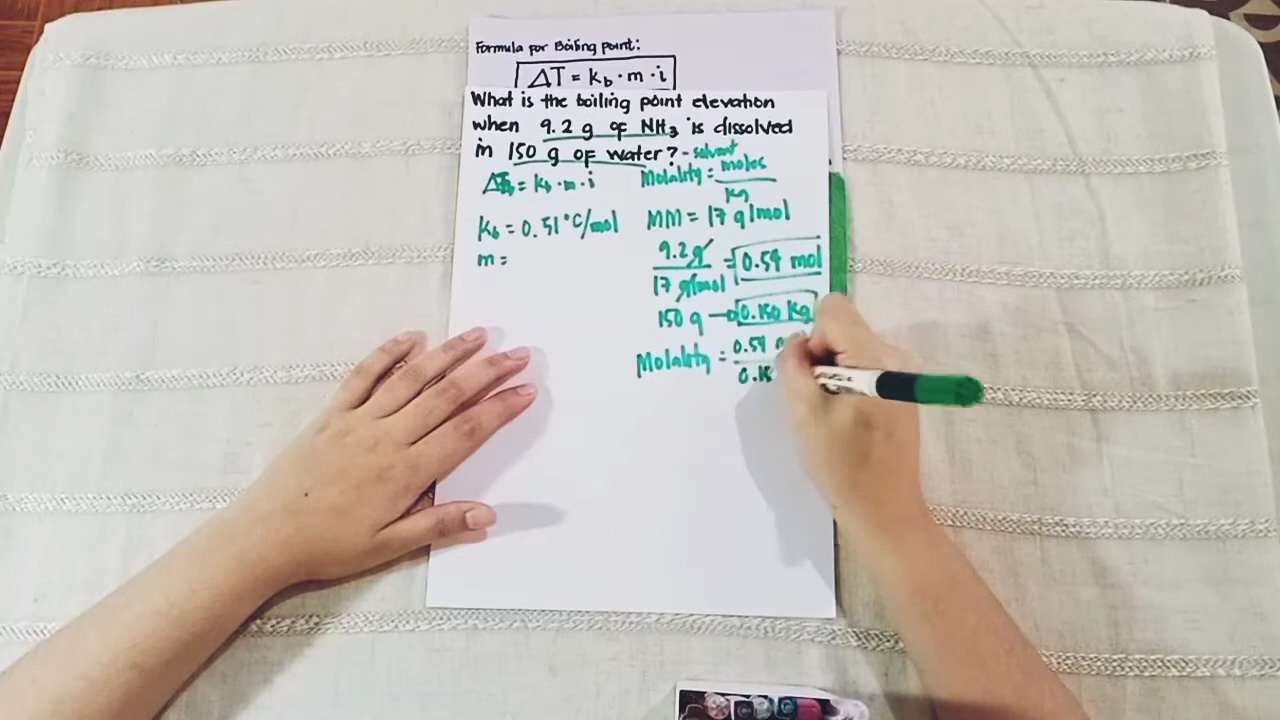 Formula for Boiling point:
ΔT = kb · m · i
What is the boiling point elevation
when 9.2 g of NH₃ is dissolved
in 150 g of water? - solvent
ΔTb = kb · m · i
kb = 0.51 °C/mol
m =
Molality = moles
kg
MM = 17 g/mol
9.2 g
17 g/mol
= 0.54 mol
150 g → 0.150 kg
Molality = 0.54